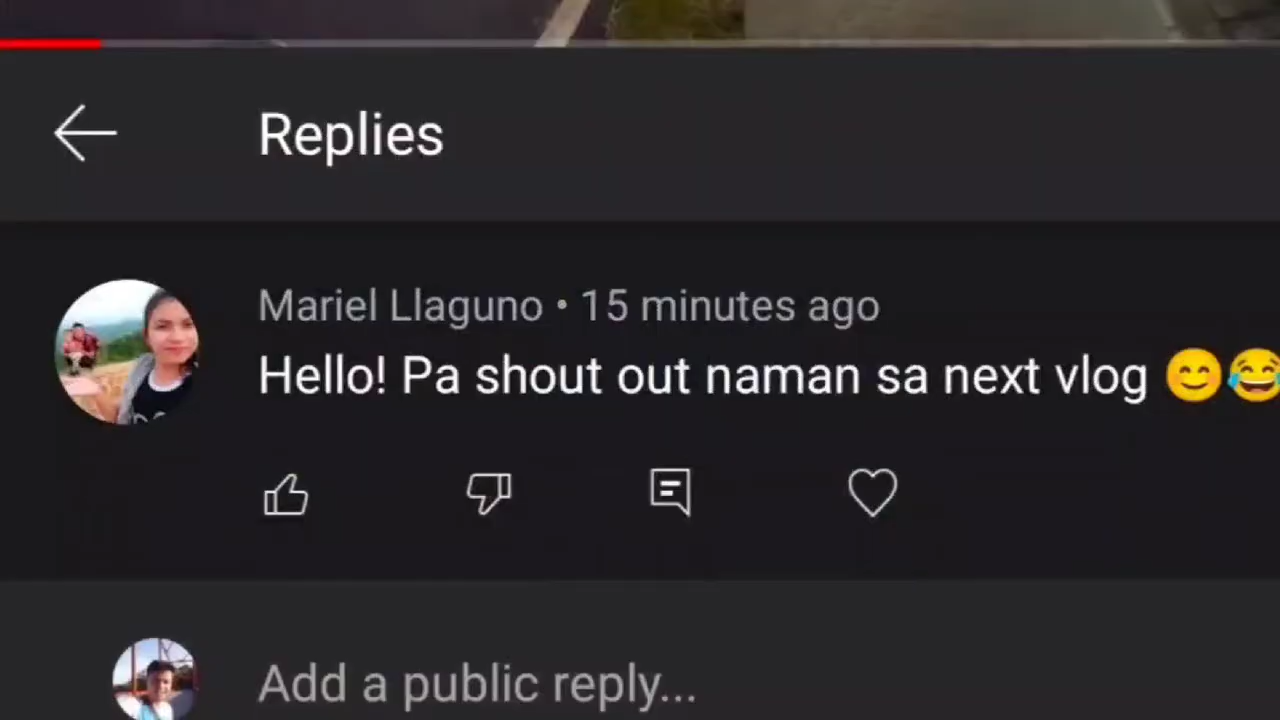 Replies
Mariel Llaguno • 15 minutes ago
Hello! Pa shout out naman sa next vlog 😊😂
Add a public reply...